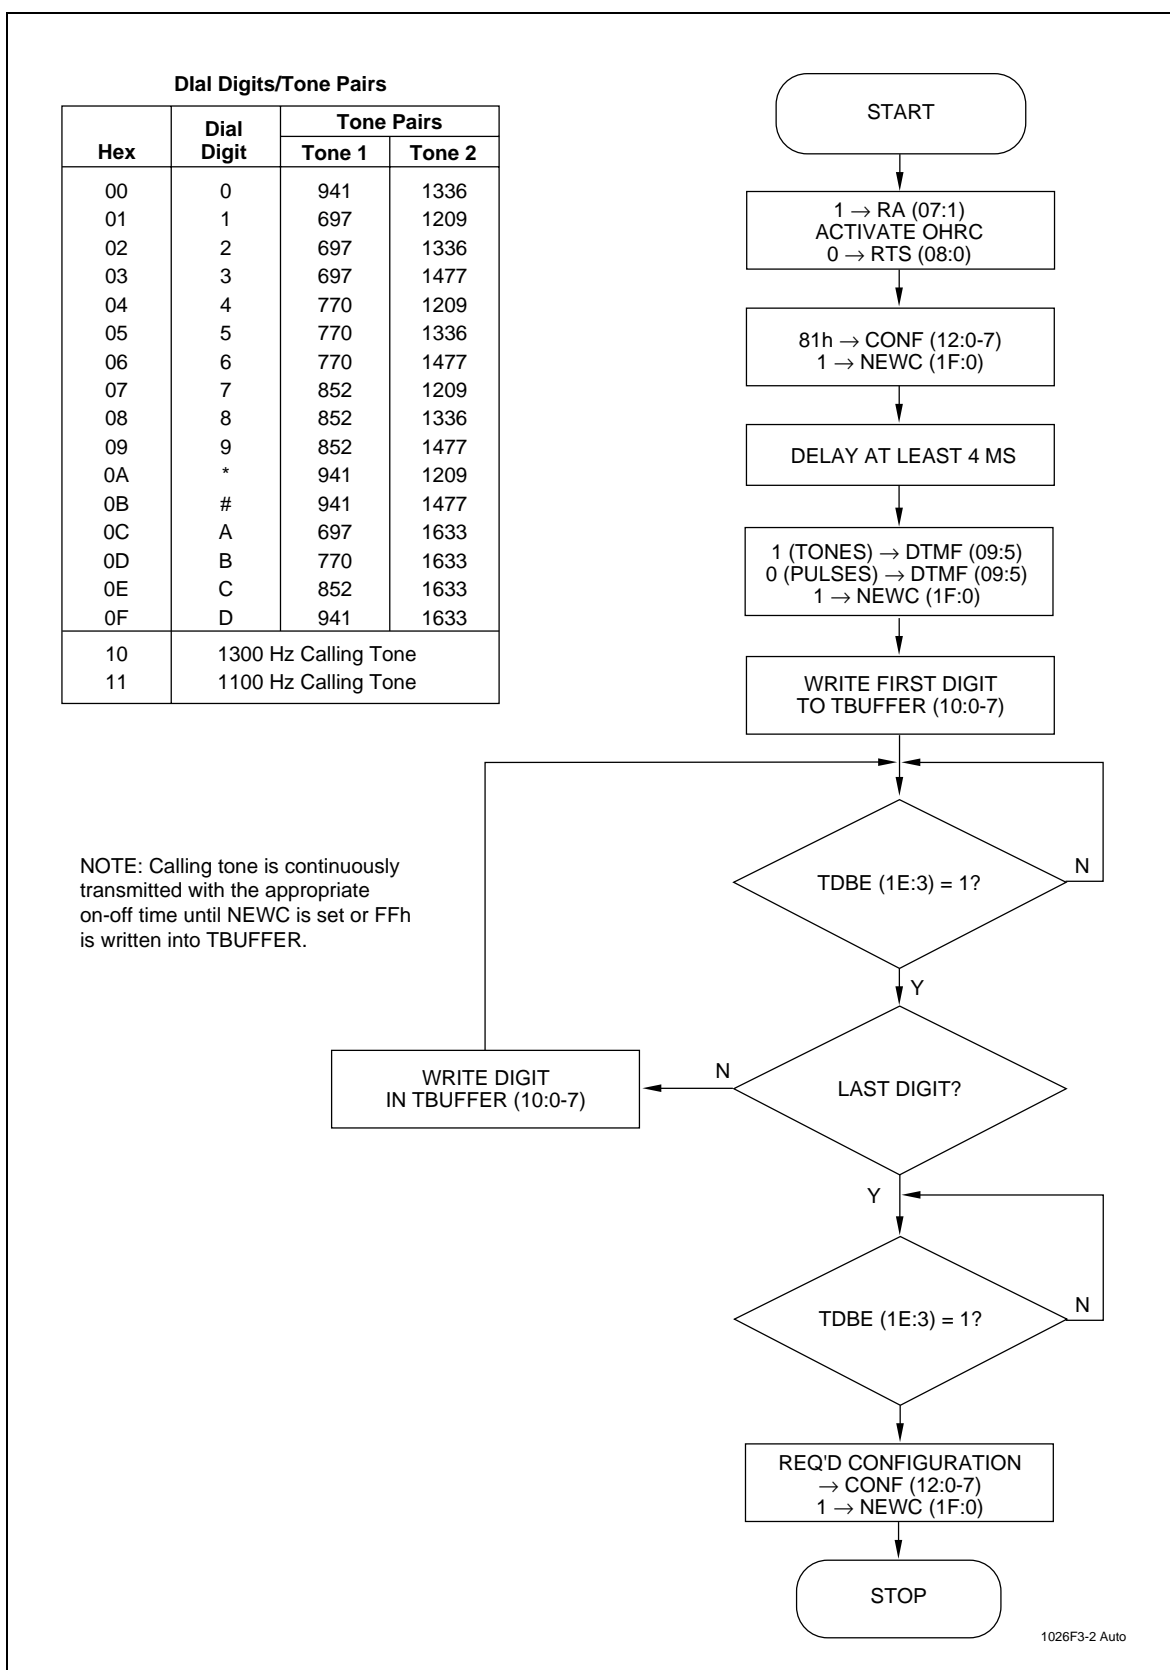 DIal Digits/Tone Pairs
Hex Dial Digit Tone Pairs
Tone 1 Tone 2
00 0 941 1336
01 1 697 1209
02 2 697 1336
03 3 697 1477
04 4 770 1209
05 5 770 1336
06 6 770 1477
07 7 852 1209
08 8 852 1336
09 9 852 1477
0A * 941 1209
0B # 941 1477
0C A 697 1633
0D B 770 1633
0E C 852 1633
0F D 941 1633
10 1300 Hz Calling Tone
11 1100 Hz Calling Tone
NOTE: Calling tone is continuously
transmitted with the appropriate
on-off time until NEWC is set or FFh
is written into TBUFFER.
START
1 → RA (07:1)
ACTIVATE OHRC
0 → RTS (08:0)
81h → CONF (12:0-7)
1 → NEWC (1F:0)
DELAY AT LEAST 4 MS
1 (TONES) → DTMF (09:5)
0 (PULSES) → DTMF (09:5)
1 → NEWC (1F:0)
WRITE FIRST DIGIT
TO TBUFFER (10:0-7)
TDBE (1E:3) = 1?
N
Y
LAST DIGIT?
N
WRITE DIGIT
IN TBUFFER (10:0-7)
Y
TDBE (1E:3) = 1?
N
REQ'D CONFIGURATION
→ CONF (12:0-7)
1 → NEWC (1F:0)
STOP
1026F3-2 Auto